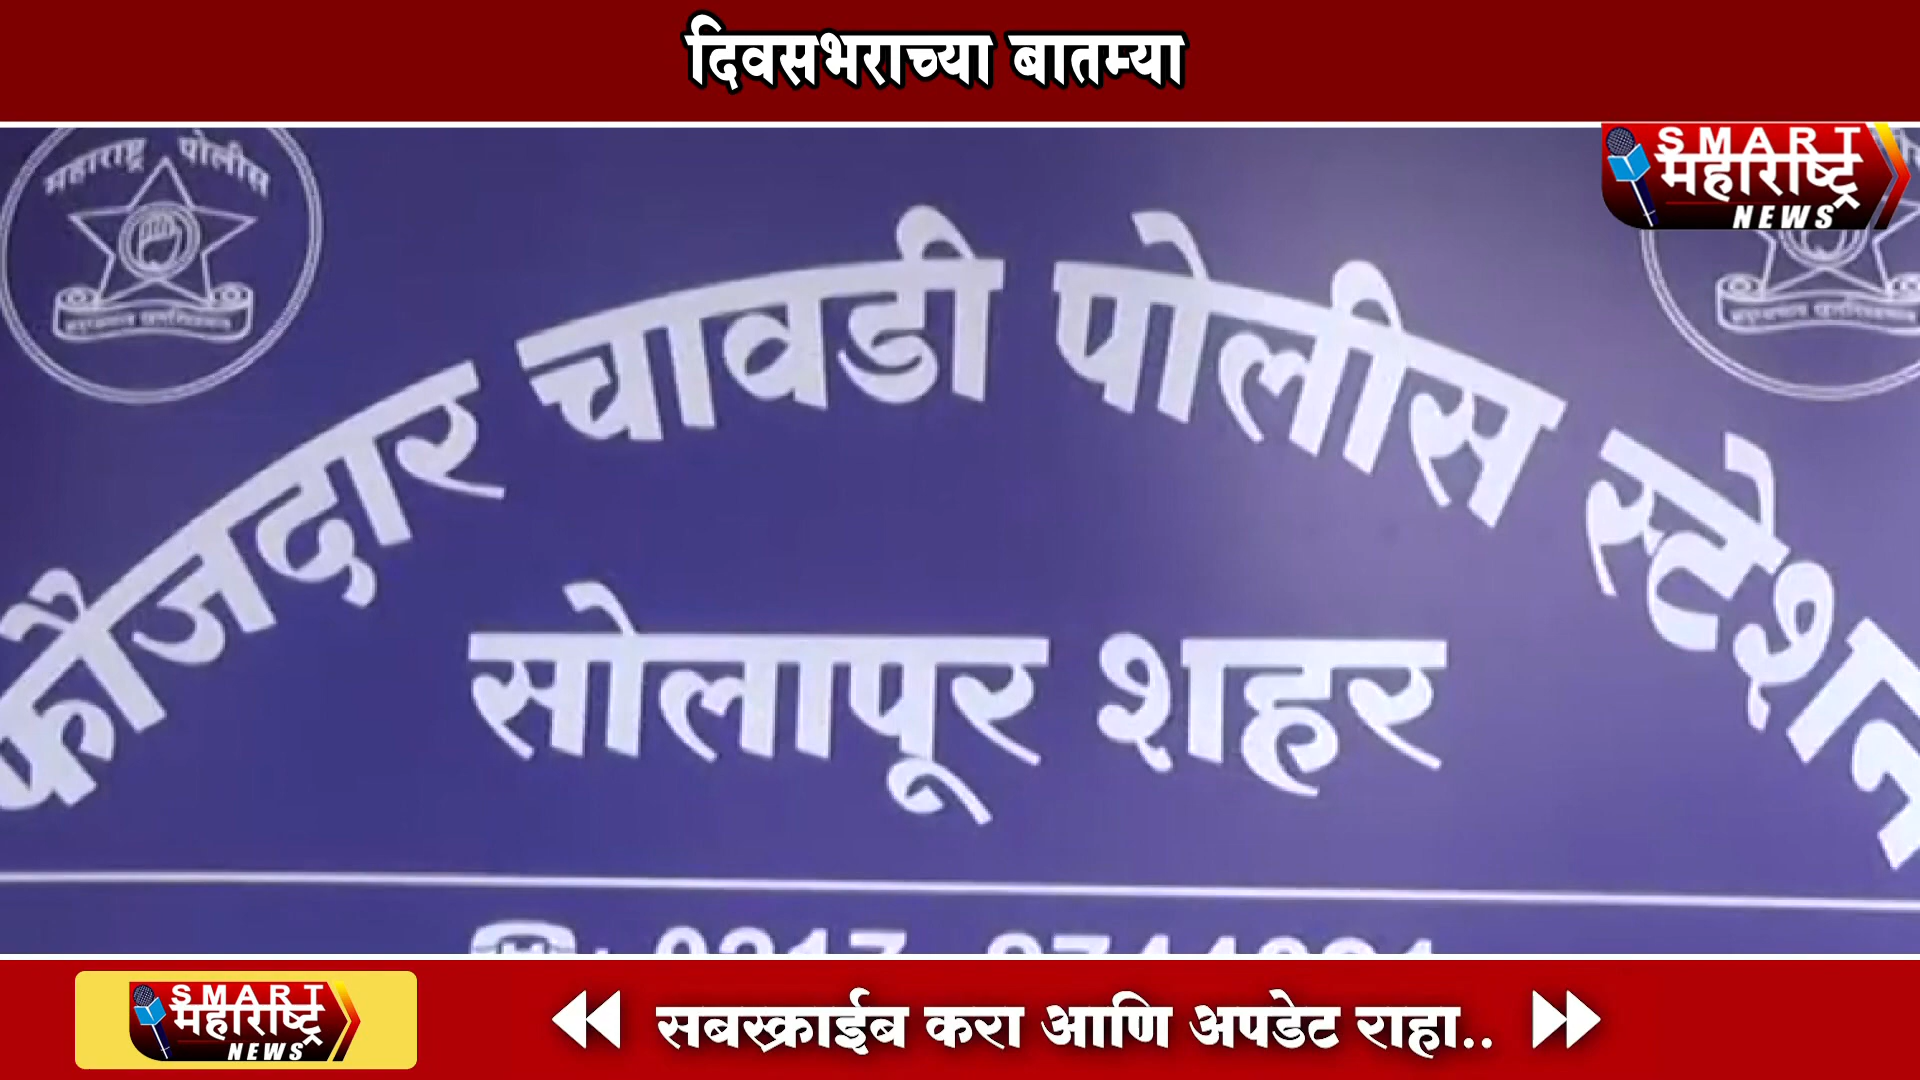 दिवसभराच्या बातम्या
महाराष्ट्र पोलीस
SMART
महाराष्ट्र
NEWS
फौजदार चावडी पोलीस स्टेशन
सोलापूर शहर
SMART
महाराष्ट्र
NEWS
सबस्क्राईब करा आणि अपडेट राहा..